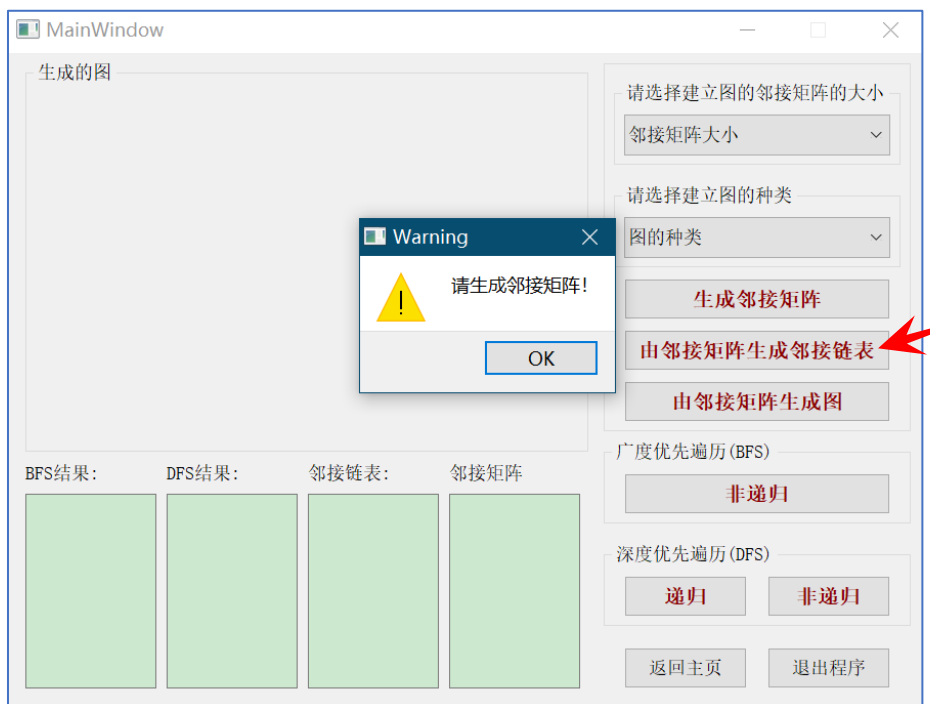 MainWindow
生成的图
请选择建立图的邻接矩阵的大小
邻接矩阵大小
请选择建立图的种类
图的种类
Warning
请生成邻接矩阵!
OK
生成邻接矩阵
由邻接矩阵生成邻接链表
由邻接矩阵生成图
BFS结果:
DFS结果:
邻接链表:
邻接矩阵
广度优先遍历(BFS)
非递归
深度优先遍历(DFS)
递归
非递归
返回主页
退出程序